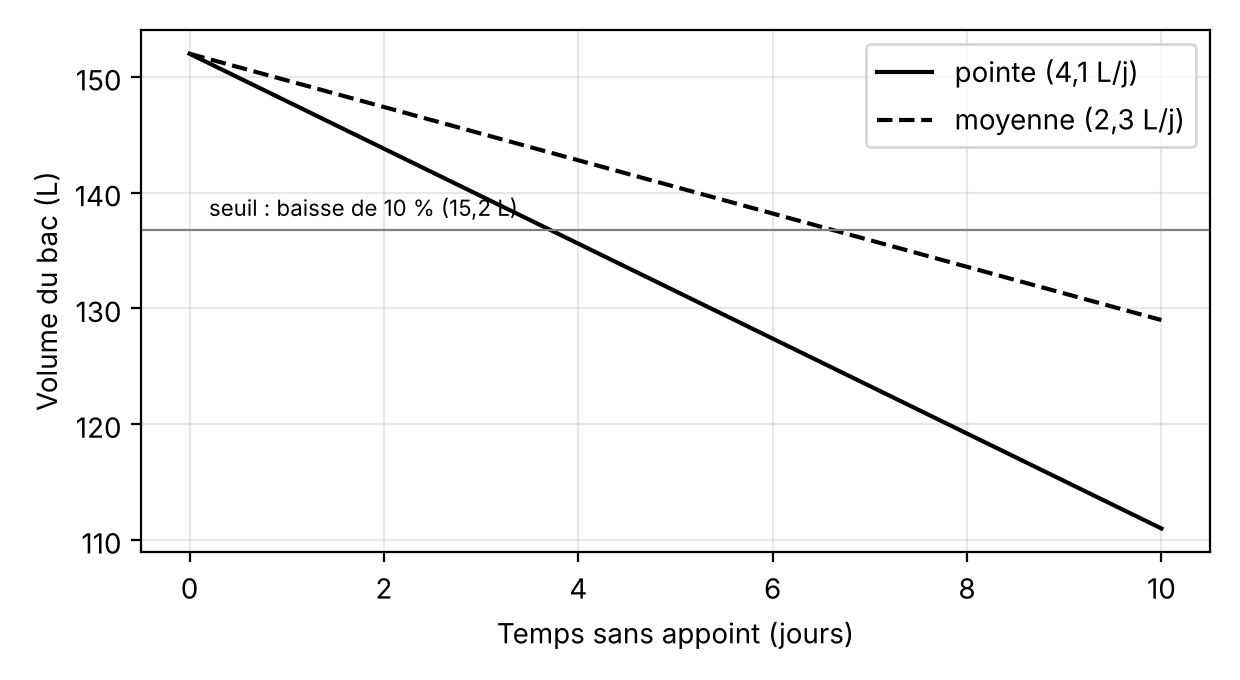 pointe (4,1 L/j)
moyenne (2,3 L/j)
Volume du bac (L)
150
140
130
120
110
seuil : baisse de 10 % (15,2 L)
0 2 4 6 8 10
Temps sans appoint (jours)